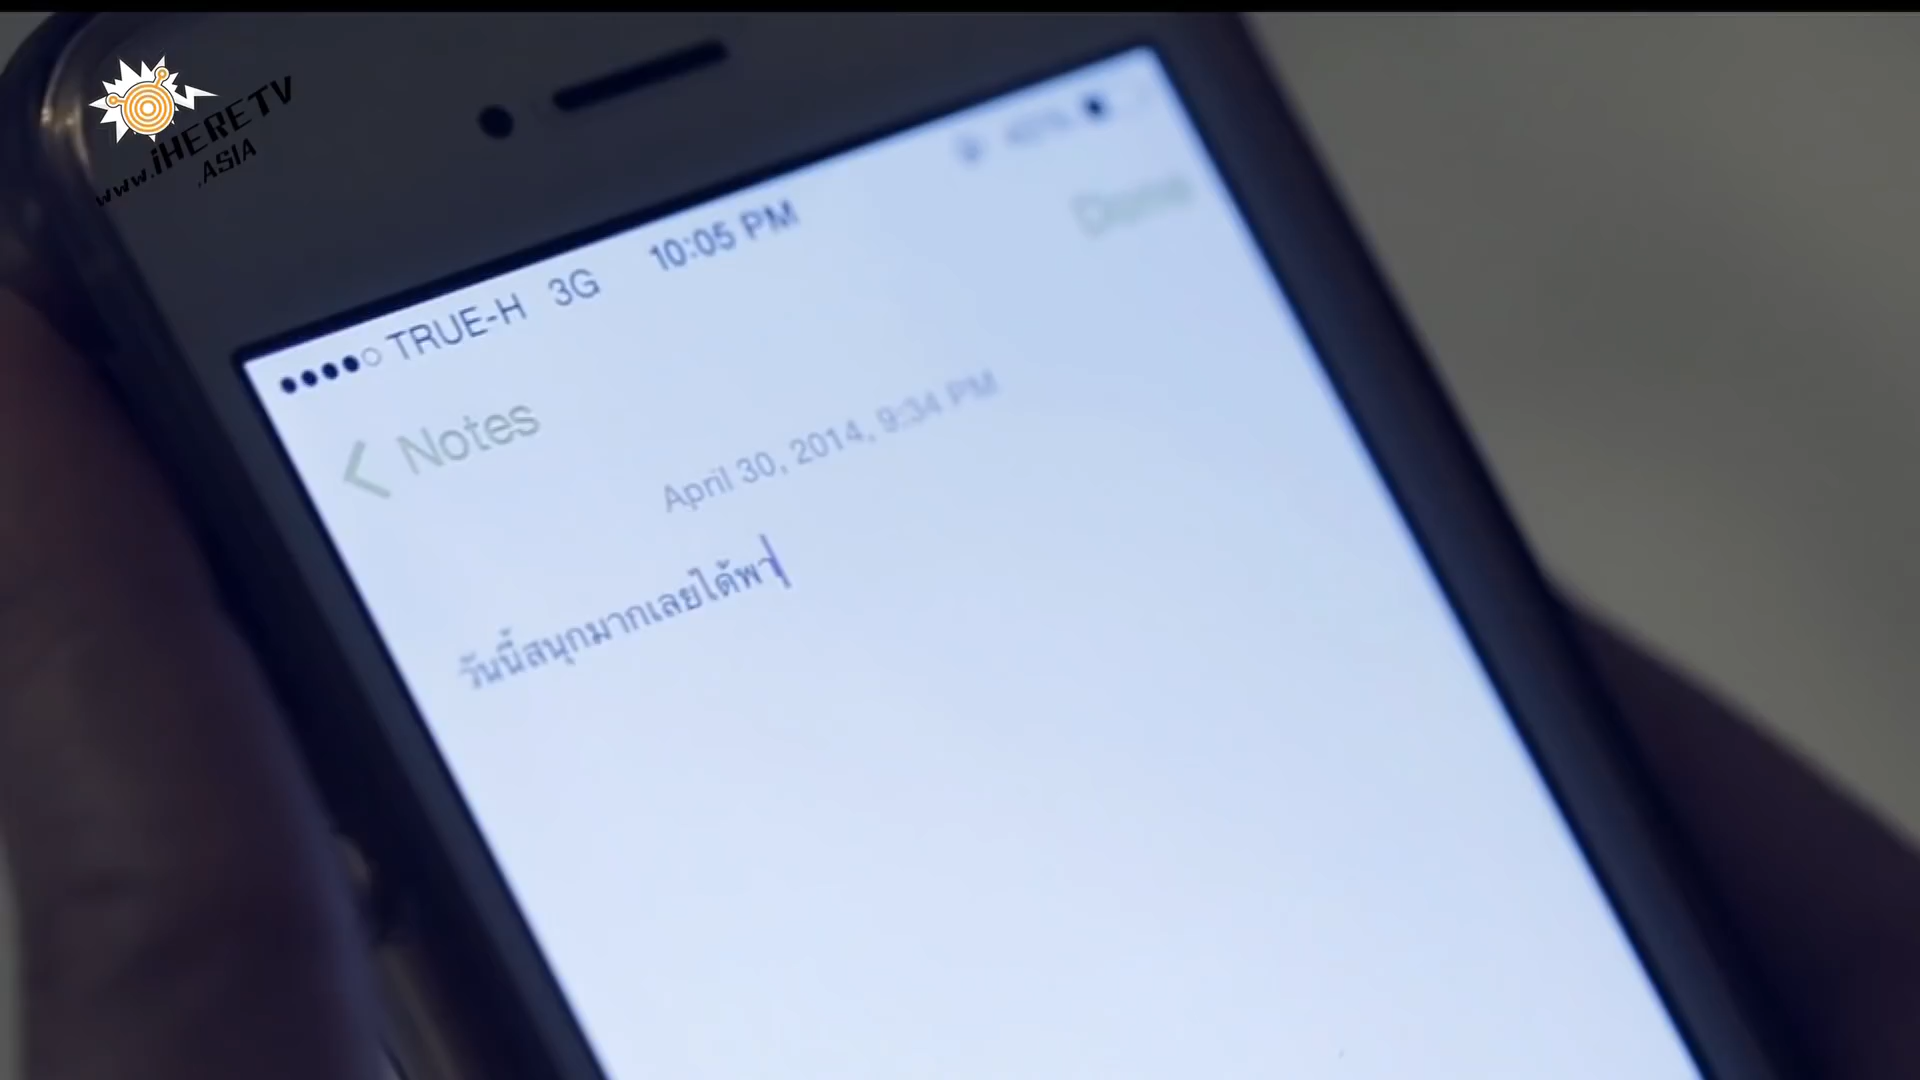 www.iHERETV
.ASIA
TRUE-H 3G 10:05 PM
Notes
Done
April 30, 2014, 9:34 PM
วันนี้สนุกมากเลยได้พา